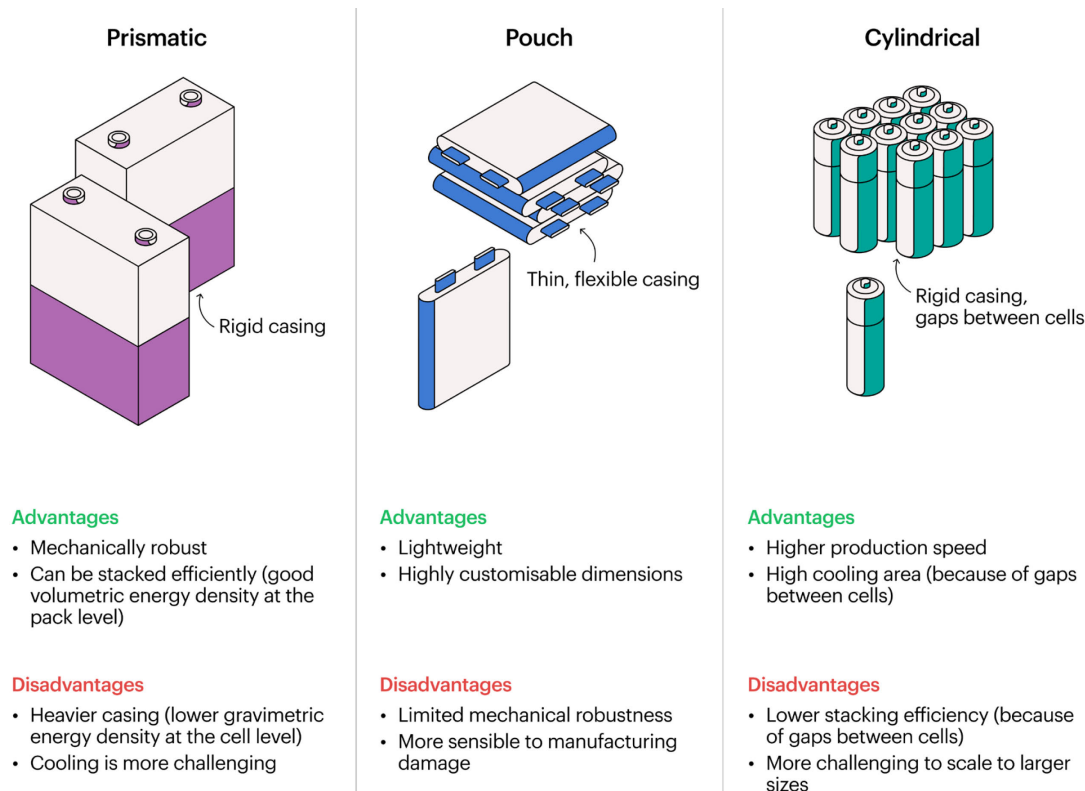 Prismatic
Rigid casing
Advantages
• Mechanically robust
• Can be stacked efficiently (good
volumetric energy density at the
pack level)
Disadvantages
• Heavier casing (lower gravimetric
energy density at the cell level)
• Cooling is more challenging
Pouch
Thin, flexible casing
Advantages
• Lightweight
• Highly customisable dimensions
Disadvantages
• Limited mechanical robustness
• More sensible to manufacturing
damage
Cylindrical
Rigid casing,
gaps between cells
Advantages
• Higher production speed
• High cooling area (because of gaps
between cells)
Disadvantages
• Lower stacking efficiency (because
of gaps between cells)
• More challenging to scale to larger
sizes